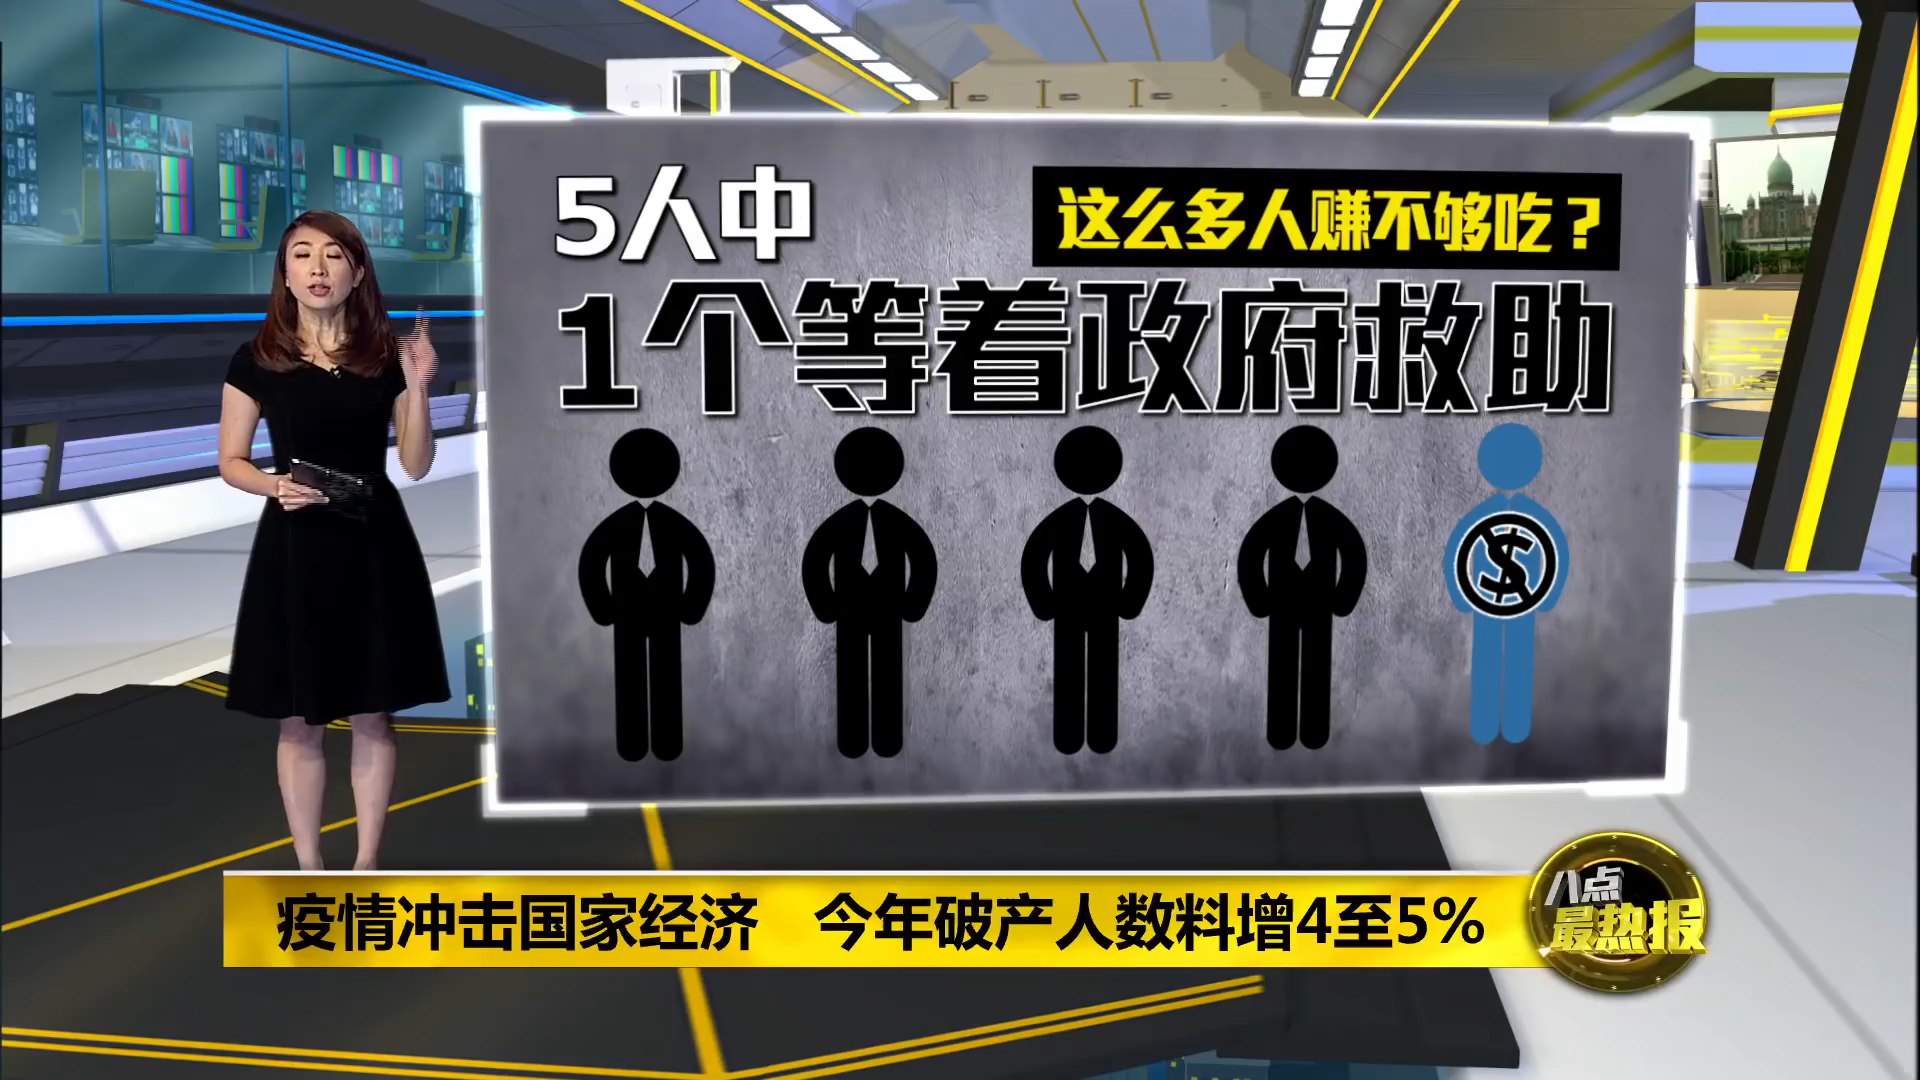 5人中
这么多人赚不够吃？
1个等着政府救助
$
疫情冲击国家经济 今年破产人数料增4至5%
八点
最热报